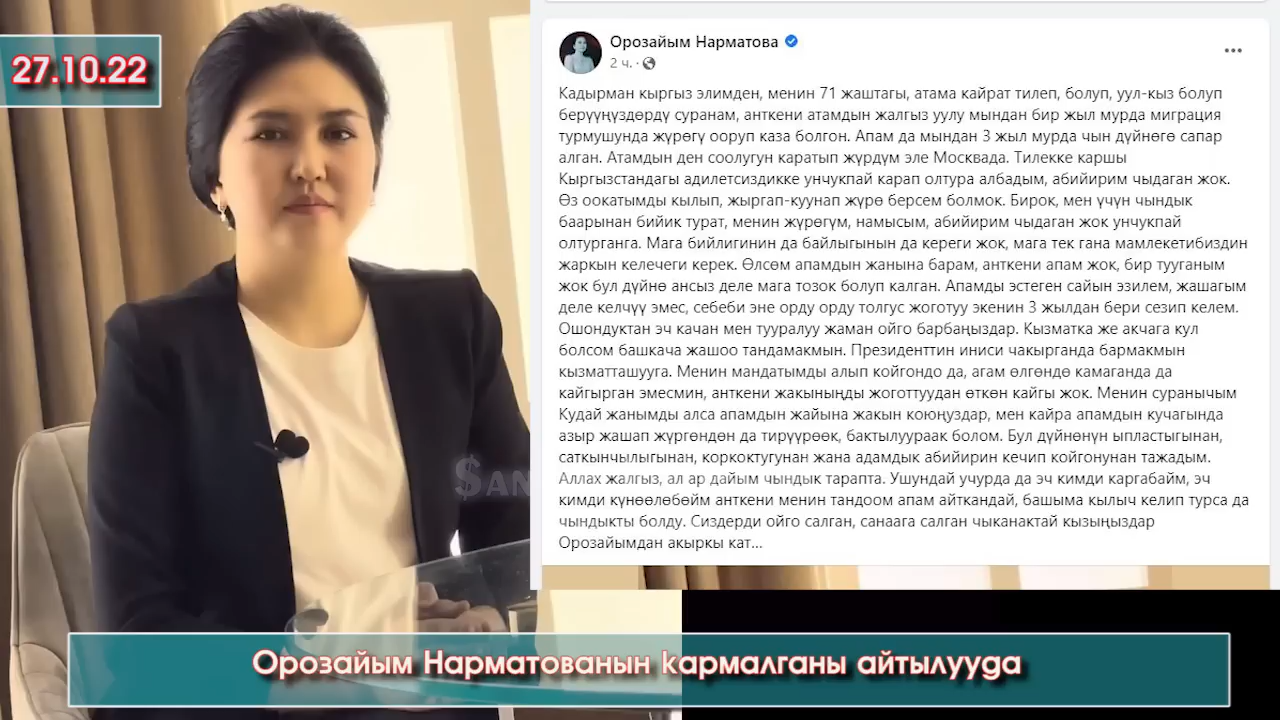 27.10.22
Орозайым Нарматова
2 ч. ·
Кадырман кыргыз элимден, менин 71 жаштагы, атама кайрат тилеп, болуп, уул-кыз болуп
берүүңүздөрдү суранам, анткени атамдын жалгыз уулу мындан бир жыл мурда миграция
турмушунда жүрөгү ооруп каза болгон. Апам да мындан 3 жыл мурда чын дүйнөгө сапар
алган. Атамдын ден соолугун каратып жүрдүм эле Москвада. Тилекке каршы
Кыргызстандагы адилетсиздикке унчукпай карап олтура албадым, абийирим чыдаган жок.
Өз оокатымды кылып, жыргап-куунап жүрө берсем болмок. Бирок, мен үчүн чындык
баарынан бийик турат, менин жүрөгүм, намысым, абийирим чыдаган жок унчукпай
олтурганга. Мага бийлигинин да байлыгынын да кереги жок, мага тек гана мамлекетибиздин
жаркын келечеги керек. Өлсөм апамдын жанына барам, анткени апам жок, бир тууганым
жок бул дүйнө ансыз деле мага тозок болуп калган. Апамды эстеген сайын эзилем, жашагым
деле келчүү эмес, себеби эне орду орду толгус жоготуу экенин 3 жылдан бери сезип келем.
Ошондуктан эч качан мен тууралуу жаман ойго барбаңыздар. Кызматка же акчага кул
болсом башкача жашоо тандамакмын. Президенттин иниси чакырганда бармакмын
кызматташууга. Менин мандатымды алып койгондо да, агам өлгөндө камаганда да
кайгырган эмесмин, анткени жакыныңды жоготтуудан өткөн кайгы жок. Менин суранычым
Кудай жанымды алса апамдын жайына жакын коюңуздар, мен кайра апамдын кучагында
азыр жашап жүргөндөн да тирүүрөөк, бактылуураак болом. Бул дүйнөнүн ыпластыгынан,
саткынчылыгынан, коркоктугунан жана адамдык абийирин кечип койгонунан тажадым.
Аллах жалгыз, ал ар дайым чындык тарапта. Ушундай учурда да эч кимди каргабайм, эч
кимди күнөөлөбөйм анткени менин тандоом апам айткандай, башыма кылыч келип турса да
чындыкты болду. Сиздерди ойго салган, санаага салган чыканактай кызыңыздар
Орозайымдан акыркы кат...
$AN
Орозайым Нарматованын кармалганы айтылууда